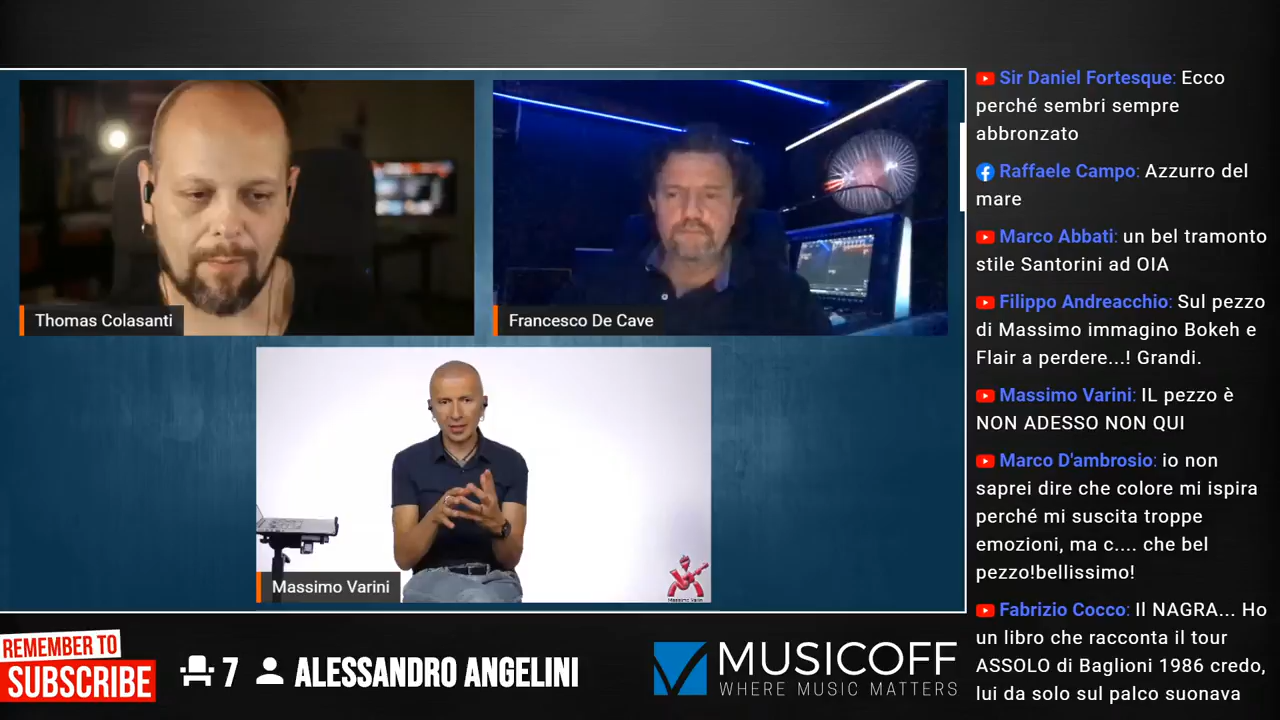 Thomas Colasanti
Francesco De Cave
Massimo Varini
Massimo Varini
Sir Daniel Fortesque: Ecco
perché sembri sempre
abbronzato
Raffaele Campo: Azzurro del
mare
Marco Abbati: un bel tramonto
stile Santorini ad OIA
Filippo Andreacchio: Sul pezzo
di Massimo immagino Bokeh e
Flair a perdere...! Grandi.
Massimo Varini: IL pezzo è
NON ADESSO NON QUI
Marco D'ambrosio: io non
saprei dire che colore mi ispira
perché mi suscita troppe
emozioni, ma c.... che bel
pezzo!bellissimo!
Fabrizio Cocco: Il NAGRA... Ho
un libro che racconta il tour
ASSOLO di Baglioni 1986 credo,
lui da solo sul palco suonava
REMEMBER TO
SUBSCRIBE
7 ALESSANDRO ANGELINI
MUSICOFF
WHERE MUSIC MATTERS